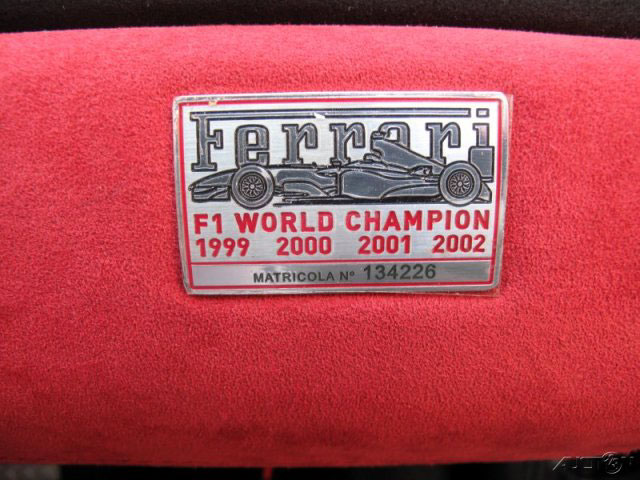 Ferrari
F1 WORLD CHAMPION
1999 2000 2001 2002
MATRICOLA Nº 134226